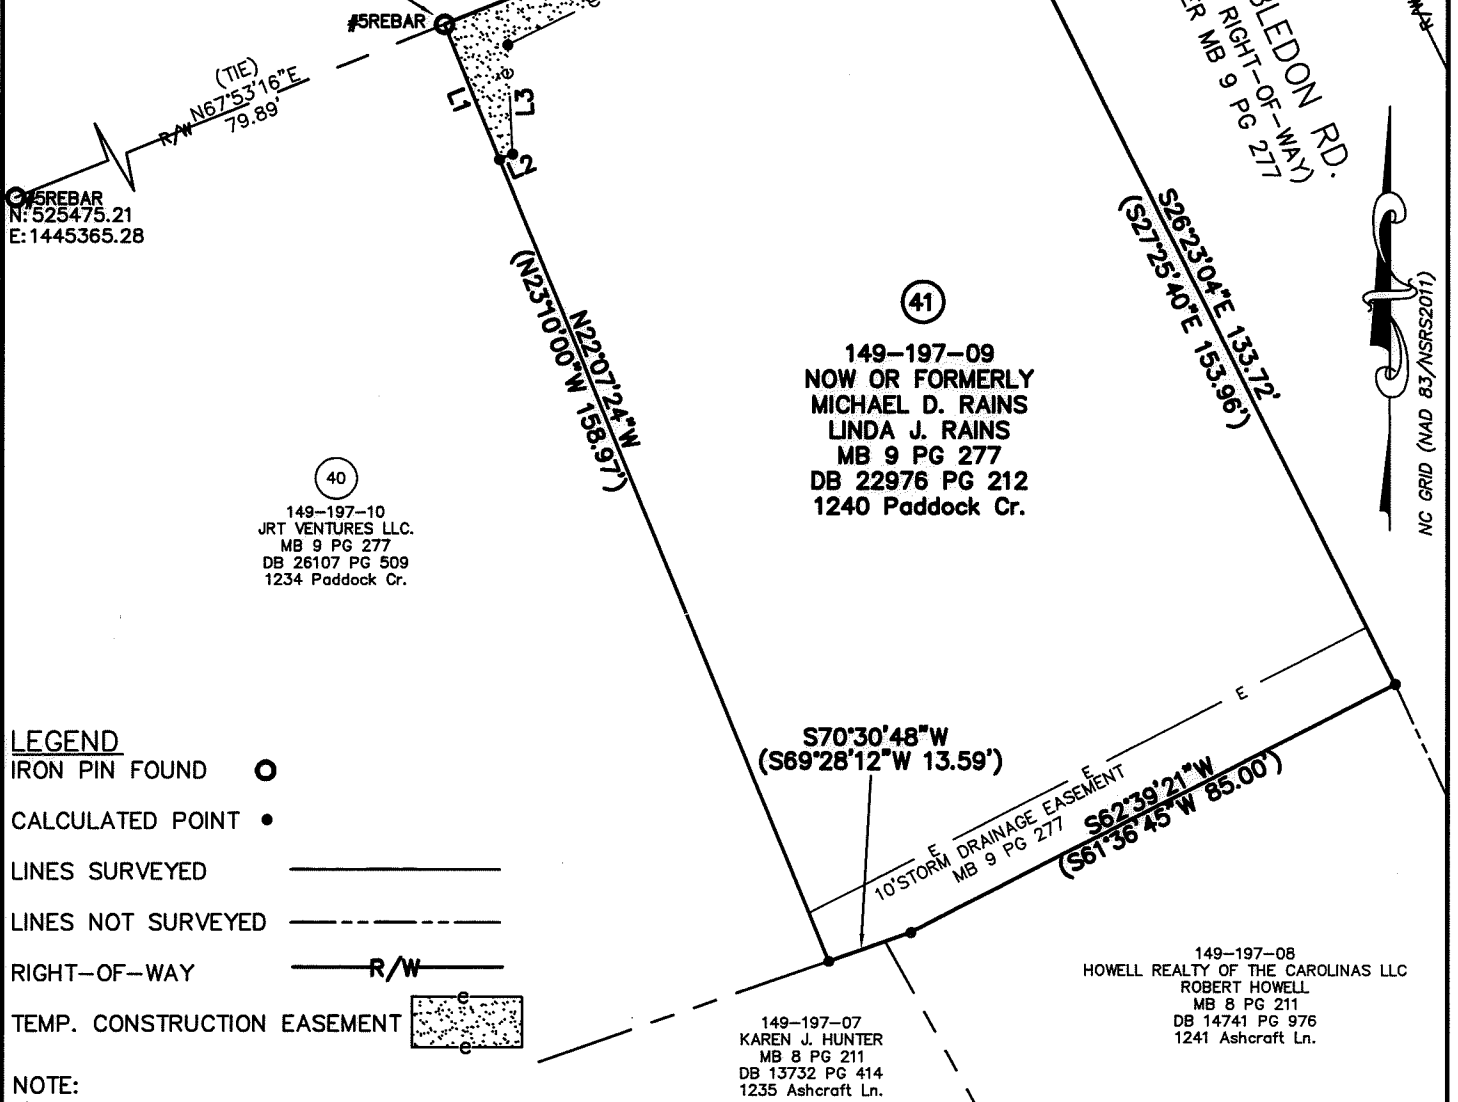 #5REBAR
(TIE)
N67°53'16"E
79.89'
R/W
#5REBAR
N: 525475.21
E: 1445365.28
L1
L3
L2
e
e
BLEDON RD.
RIGHT-OF-WAY)
ER MB 9 PG 277
R/W
S26°23'04"E 133.72'
(S27°25'40"E 153.96')
NC GRID (NAD 83/NSRS2011)
N22°07'24"W
(N23°10'00"W 158.97')
41
149-197-09
NOW OR FORMERLY
MICHAEL D. RAINS
LINDA J. RAINS
MB 9 PG 277
DB 22976 PG 212
1240 Paddock Cr.
40
149-197-10
JRT VENTURES LLC.
MB 9 PG 277
DB 26107 PG 509
1234 Paddock Cr.
S70°30'48"W
(S69°28'12"W 13.59')
E
E
E
10'STORM DRAINAGE EASEMENT
MB 9 PG 277
S62°39'21"W
(S61°36'45"W 85.00')
LEGEND
IRON PIN FOUND
CALCULATED POINT
LINES SURVEYED
LINES NOT SURVEYED
RIGHT-OF-WAY R/W
TEMP. CONSTRUCTION EASEMENT
e
e
NOTE:
149-197-07
KAREN J. HUNTER
MB 8 PG 211
DB 13732 PG 414
1235 Ashcraft Ln.
149-197-08
HOWELL REALTY OF THE CAROLINAS LLC
ROBERT HOWELL
MB 8 PG 211
DB 14741 PG 976
1241 Ashcraft Ln.